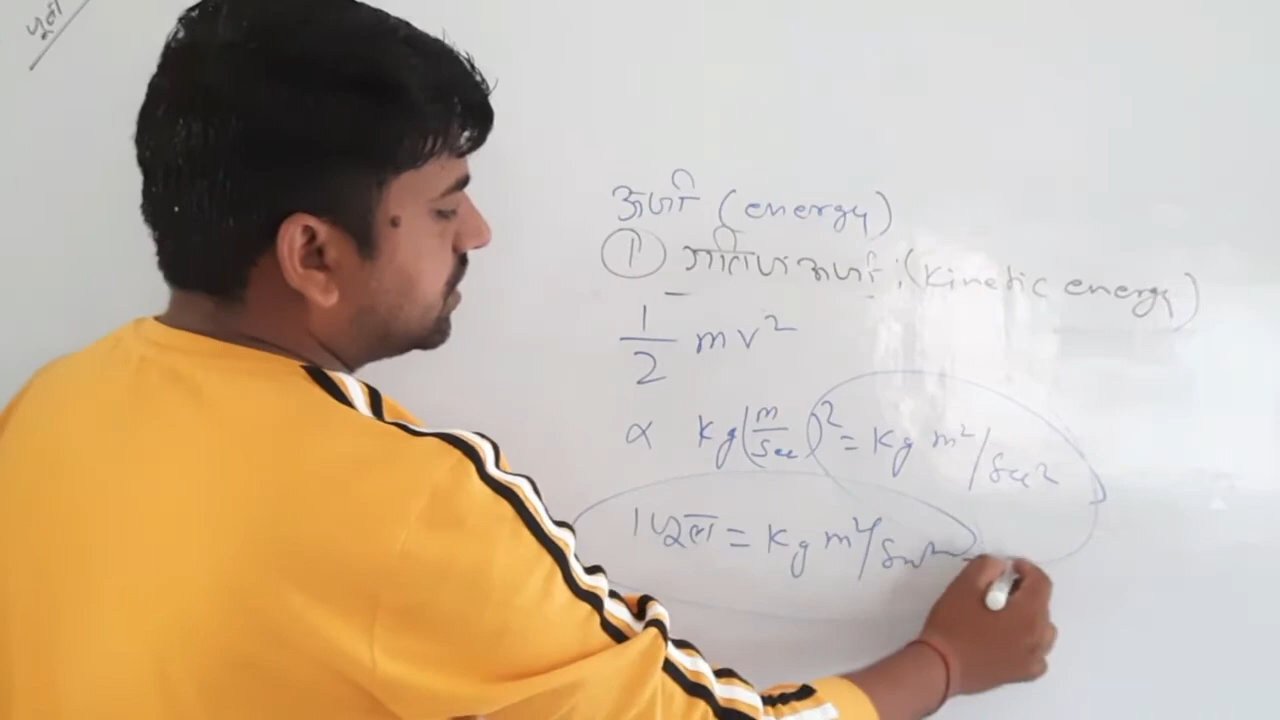 जूल
ऊर्जा (energy)
① गतिज ऊर्जा : (Kinetic energy)
1/2 mv²
∝ kg(m/sec)² = kg m²/sec²
1 जूल = kg m²/sec²